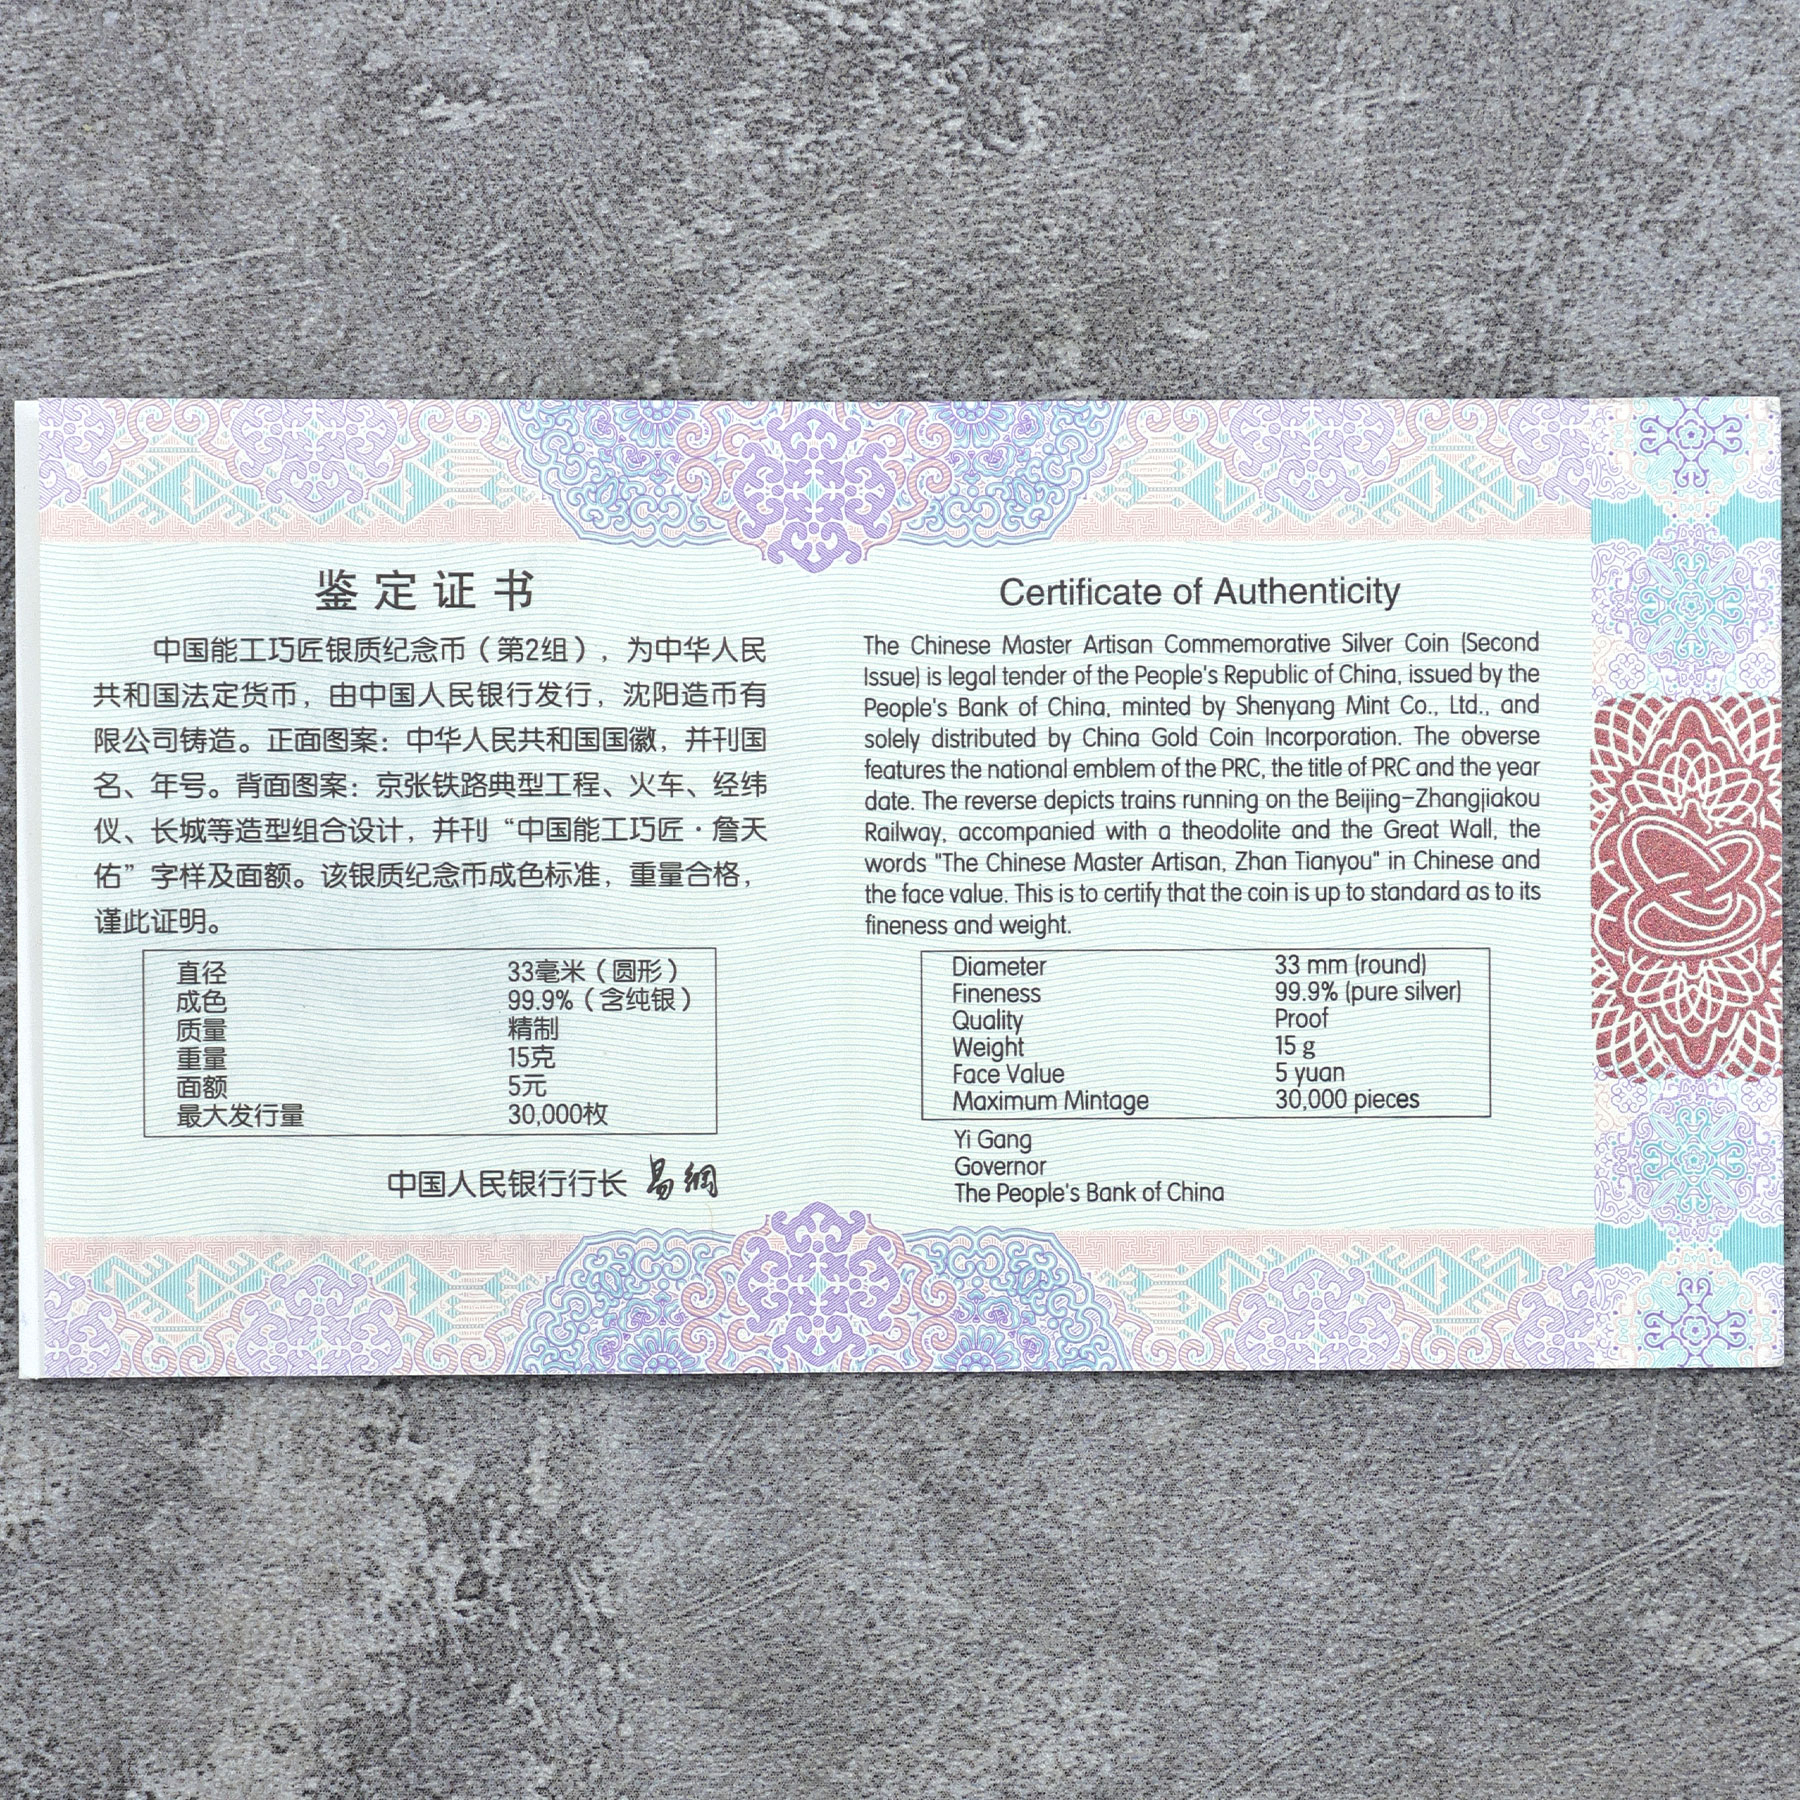 鉴定证书
中国能工巧匠银质纪念币（第2组），为中华人民
共和国法定货币，由中国人民银行发行，沈阳造币有
限公司铸造。正面图案：中华人民共和国国徽，并刊国
名、年号。背面图案：京张铁路典型工程、火车、经纬
仪、长城等造型组合设计，并刊“中国能工巧匠·詹天
佑”字样及面额。该银质纪念币成色标准，重量合格，
谨此证明。
直径 33毫米（圆形）
成色 99.9%（含纯银）
质量 精制
重量 15克
面额 5元
最大发行量 30,000枚
中国人民银行行长 易纲
Certificate of Authenticity
The Chinese Master Artisan Commemorative Silver Coin (Second
Issue) is legal tender of the People's Republic of China, issued by the
People's Bank of China, minted by Shenyang Mint Co., Ltd., and
solely distributed by China Gold Coin Incorporation. The obverse
features the national emblem of the PRC, the title of PRC and the year
date. The reverse depicts trains running on the Beijing-Zhangjiakou
Railway, accompanied with a theodolite and the Great Wall, the
words "The Chinese Master Artisan, Zhan Tianyou" in Chinese and
the face value. This is to certify that the coin is up to standard as to its
fineness and weight.
Diameter 33 mm (round)
Fineness 99.9% (pure silver)
Quality Proof
Weight 15 g
Face Value 5 yuan
Maximum Mintage 30,000 pieces
Yi Gang
Governor
The People's Bank of China